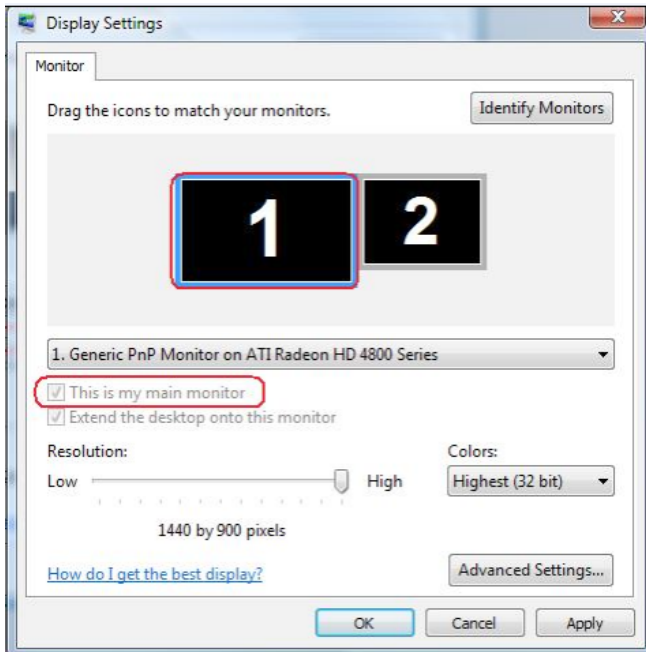 Display Settings
Monitor
Drag the icons to match your monitors.
Identify Monitors
1
2
1. Generic PnP Monitor on ATI Radeon HD 4800 Series
This is my main monitor
Extend the desktop onto this monitor
Resolution:
Colors:
Low
High
Highest (32 bit)
1440 by 900 pixels
How do I get the best display?
Advanced Settings...
OK
Cancel
Apply